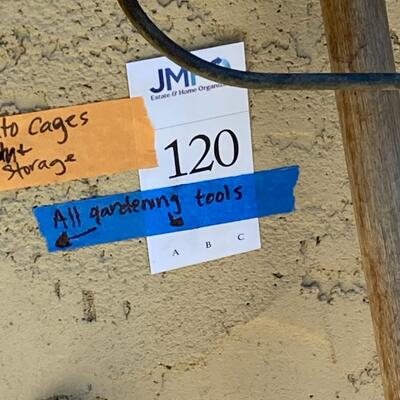 JM
Estate & Home Organiz
to Cages
Storage
120
All gardening tools
A B C